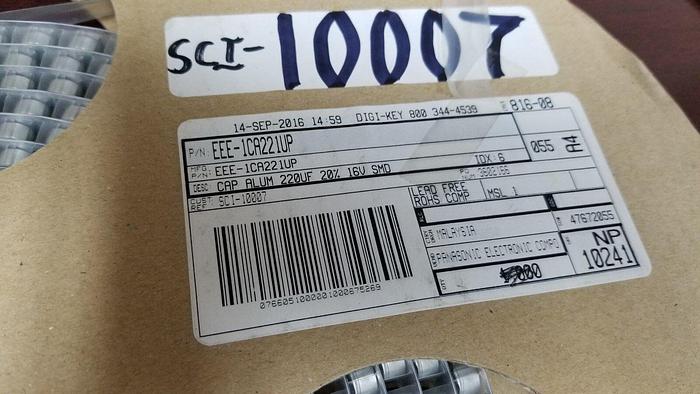 SCI-10007
14-SEP-2016 14:59 DIGI-KEY 800 344-4539 816-08
P/N: EEE-1CA221UP
MFG P/N: EEE-1CA221UP IDX: 6
055
DESC: CAP ALUM 220UF 20% 16V SMD
CUST REF: SCI-10007
LEAD FREE
ROHS COMP
MSL 1
47672055
MALAYSIA
PANASONIC ELECTRONIC COMPO
NP
10241
0766051000001000675269